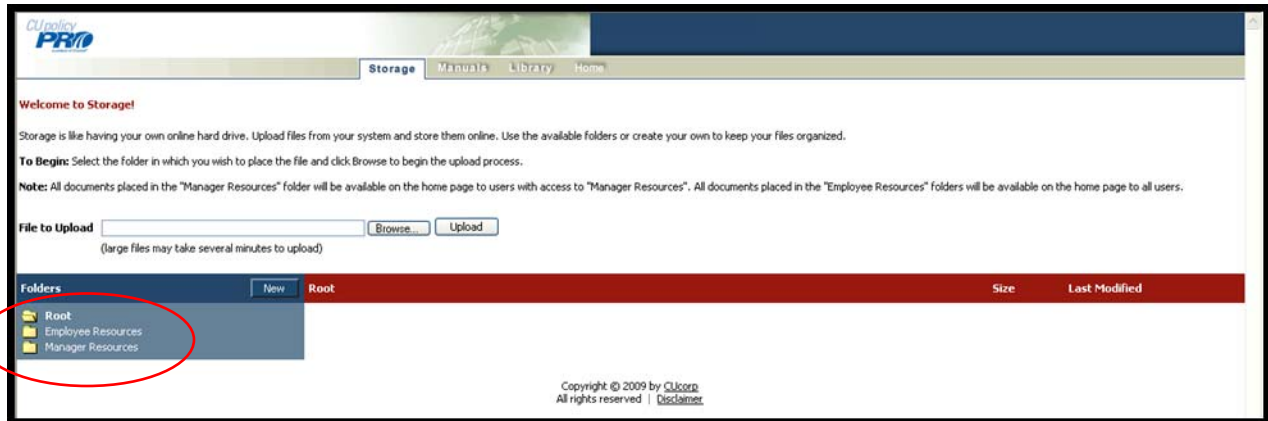 CU policy
PRO
Storage Manuals Library Home
Welcome to Storage!
Storage is like having your own online hard drive. Upload files from your system and store them online. Use the available folders or create your own to keep your files organized.
To Begin: Select the folder in which you wish to place the file and click Browse to begin the upload process.
Note: All documents placed in the "Manager Resources" folder will be available on the home page to users with access to "Manager Resources". All documents placed in the "Employee Resources" folders will be available on the home page to all users.
File to Upload Browse... Upload
(large files may take several minutes to upload)
Folders New Root Size Last Modified
Root
Employee Resources
Manager Resources
Copyright © 2009 by CUcorp
All rights reserved | Disclaimer